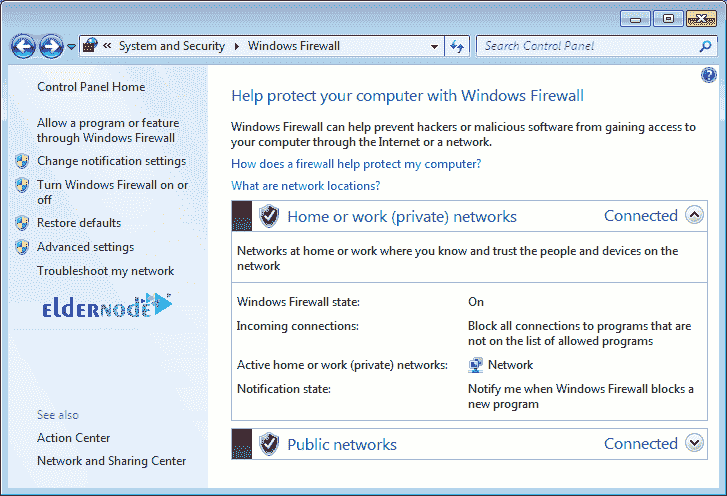 « System and Security Windows Firewall
Search Control Panel
Control Panel Home
Allow a program or feature
through Windows Firewall
Change notification settings
Turn Windows Firewall on or
off
Restore defaults
Advanced settings
Troubleshoot my network
ELDERNODE
See also
Action Center
Network and Sharing Center
Help protect your computer with Windows Firewall
Windows Firewall can help prevent hackers or malicious software from gaining access to
your computer through the Internet or a network.
How does a firewall help protect my computer?
What are network locations?
Home or work (private) networks Connected
Networks at home or work where you know and trust the people and devices on the
network
Windows Firewall state: On
Incoming connections: Block all connections to programs that are
not on the list of allowed programs
Active home or work (private) networks: Network
Notification state: Notify me when Windows Firewall blocks a
new program
Public networks Connected